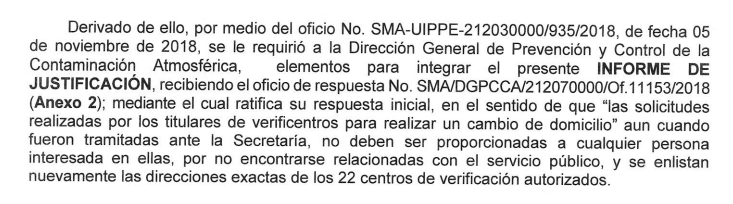 Derivado de ello, por medio del oficio No. SMA-UIPPE-212030000/935/2018, de fecha 05
de noviembre de 2018, se le requirió a la Dirección General de Prevención y Control de la
Contaminación Atmosférica, elementos para integrar el presente INFORME DE
JUSTIFICACIÓN, recibiendo el oficio de respuesta No. SMA/DGPCCA/212070000/Of.11153/2018
(Anexo 2); mediante el cual ratifica su respuesta inicial, en el sentido de que “las solicitudes
realizadas por los titulares de verificentros para realizar un cambio de domicilio” aun cuando
fueron tramitadas ante la Secretaría, no deben ser proporcionadas a cualquier persona
interesada en ellas, por no encontrarse relacionadas con el servicio público, y se enlistan
nuevamente las direcciones exactas de los 22 centros de verificación autorizados.